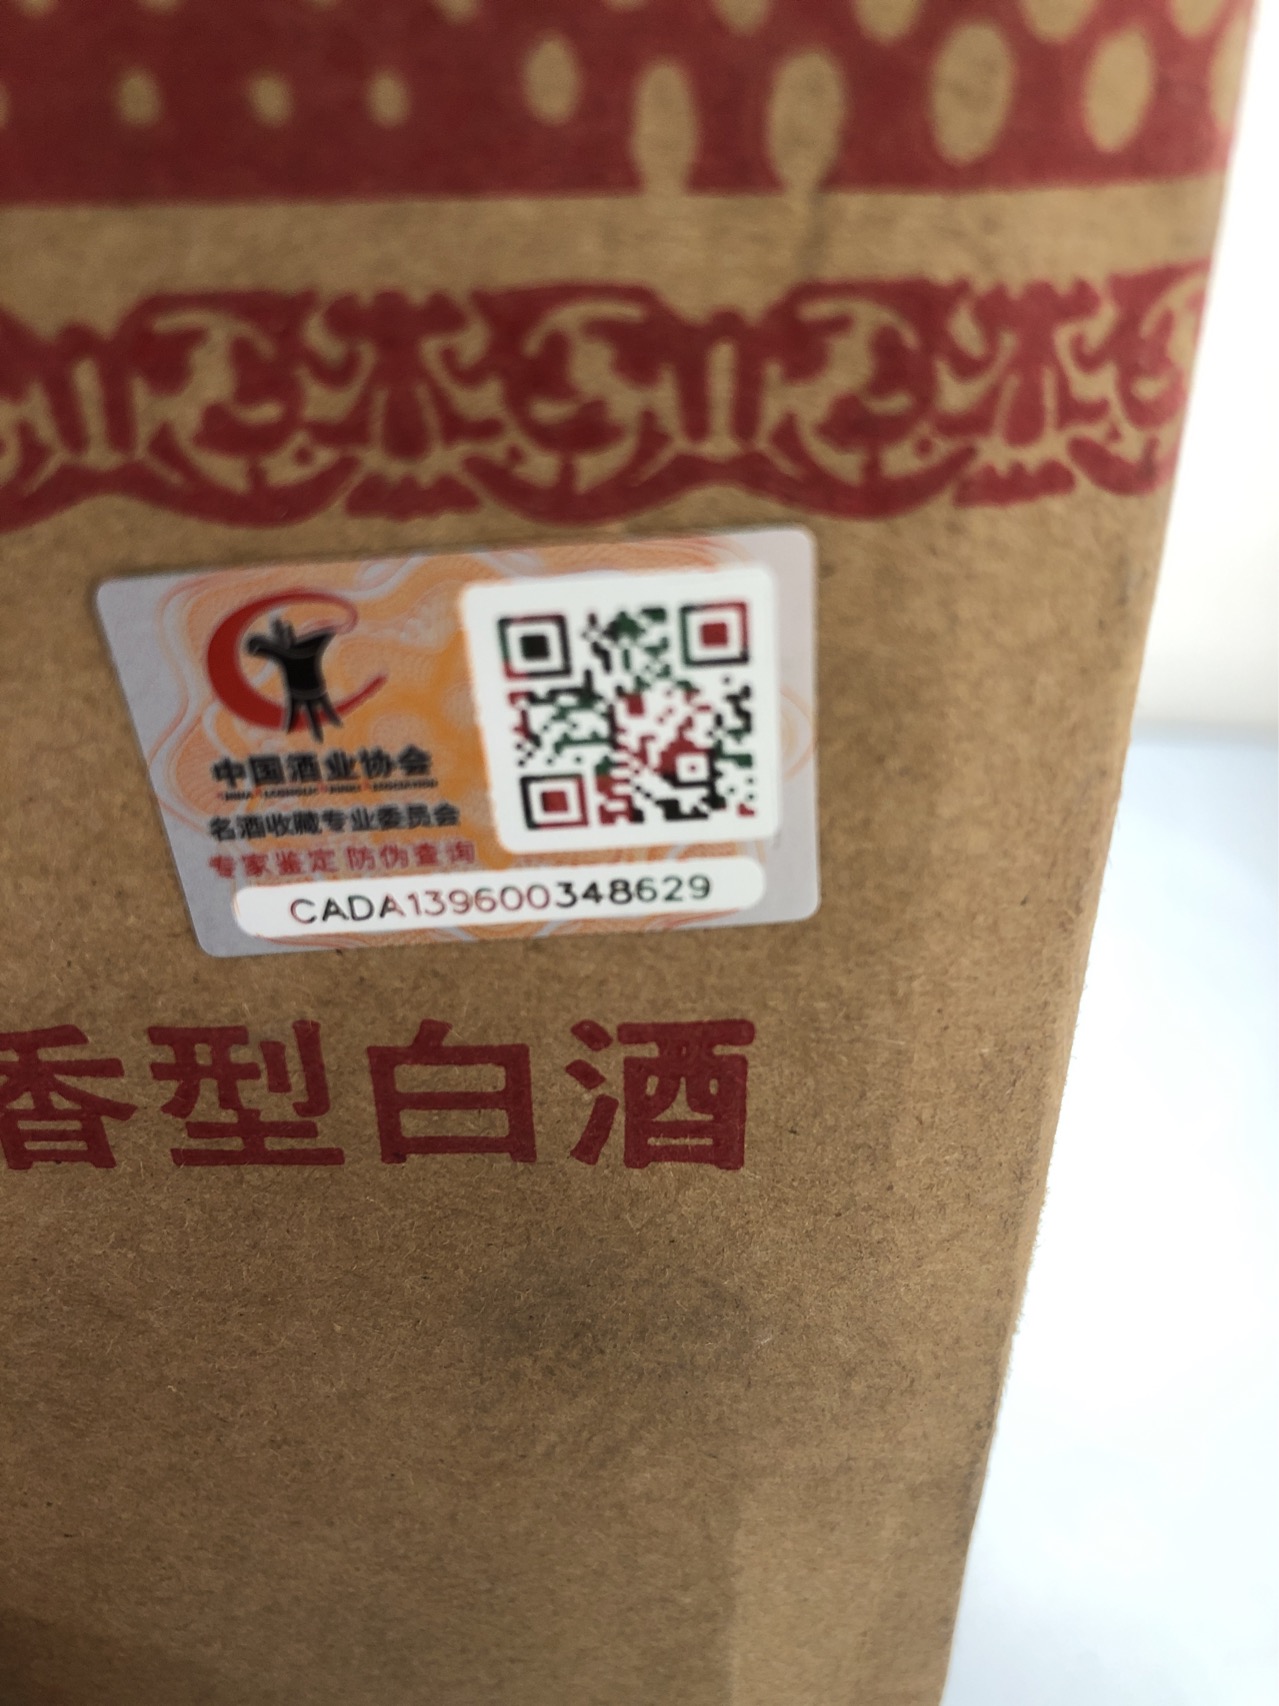 中国酒业协会
名酒收藏专业委员会
专家鉴定 防伪查询
CADA139600348629
香型白酒